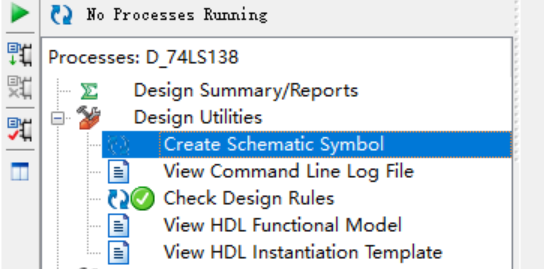 No Processes Running
Processes: D_74LS138
Design Summary/Reports
Design Utilities
Create Schematic Symbol
View Command Line Log File
Check Design Rules
View HDL Functional Model
View HDL Instantiation Template